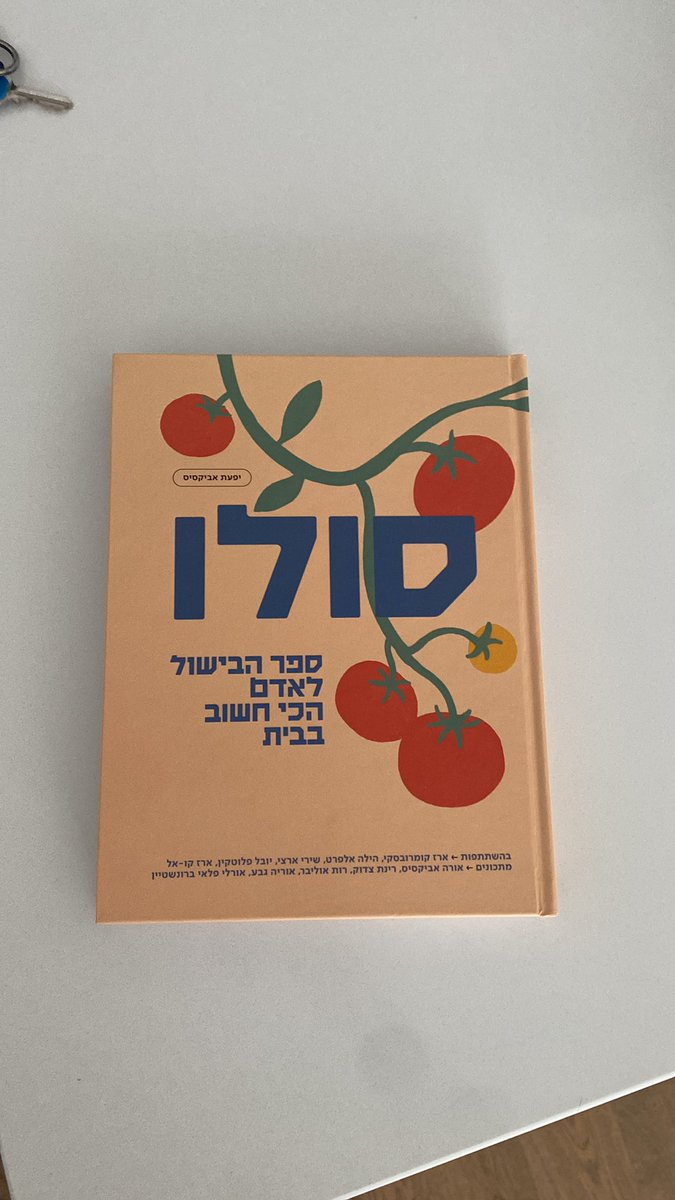 יפעת אביקסיס
סולו
ספר הבישול
לאדם
הכי חשוב
בבית
בהשתתפות ← ארז קומרובסקי, הילה אלפרט, שירי ארצי, יובל פלוטקין, ארז קו-אל
מתכונים ← אורה אביקסיס, רינת צדוק, רות אוליבר, אוריה גבע, אורלי פלאי ברונשטיין